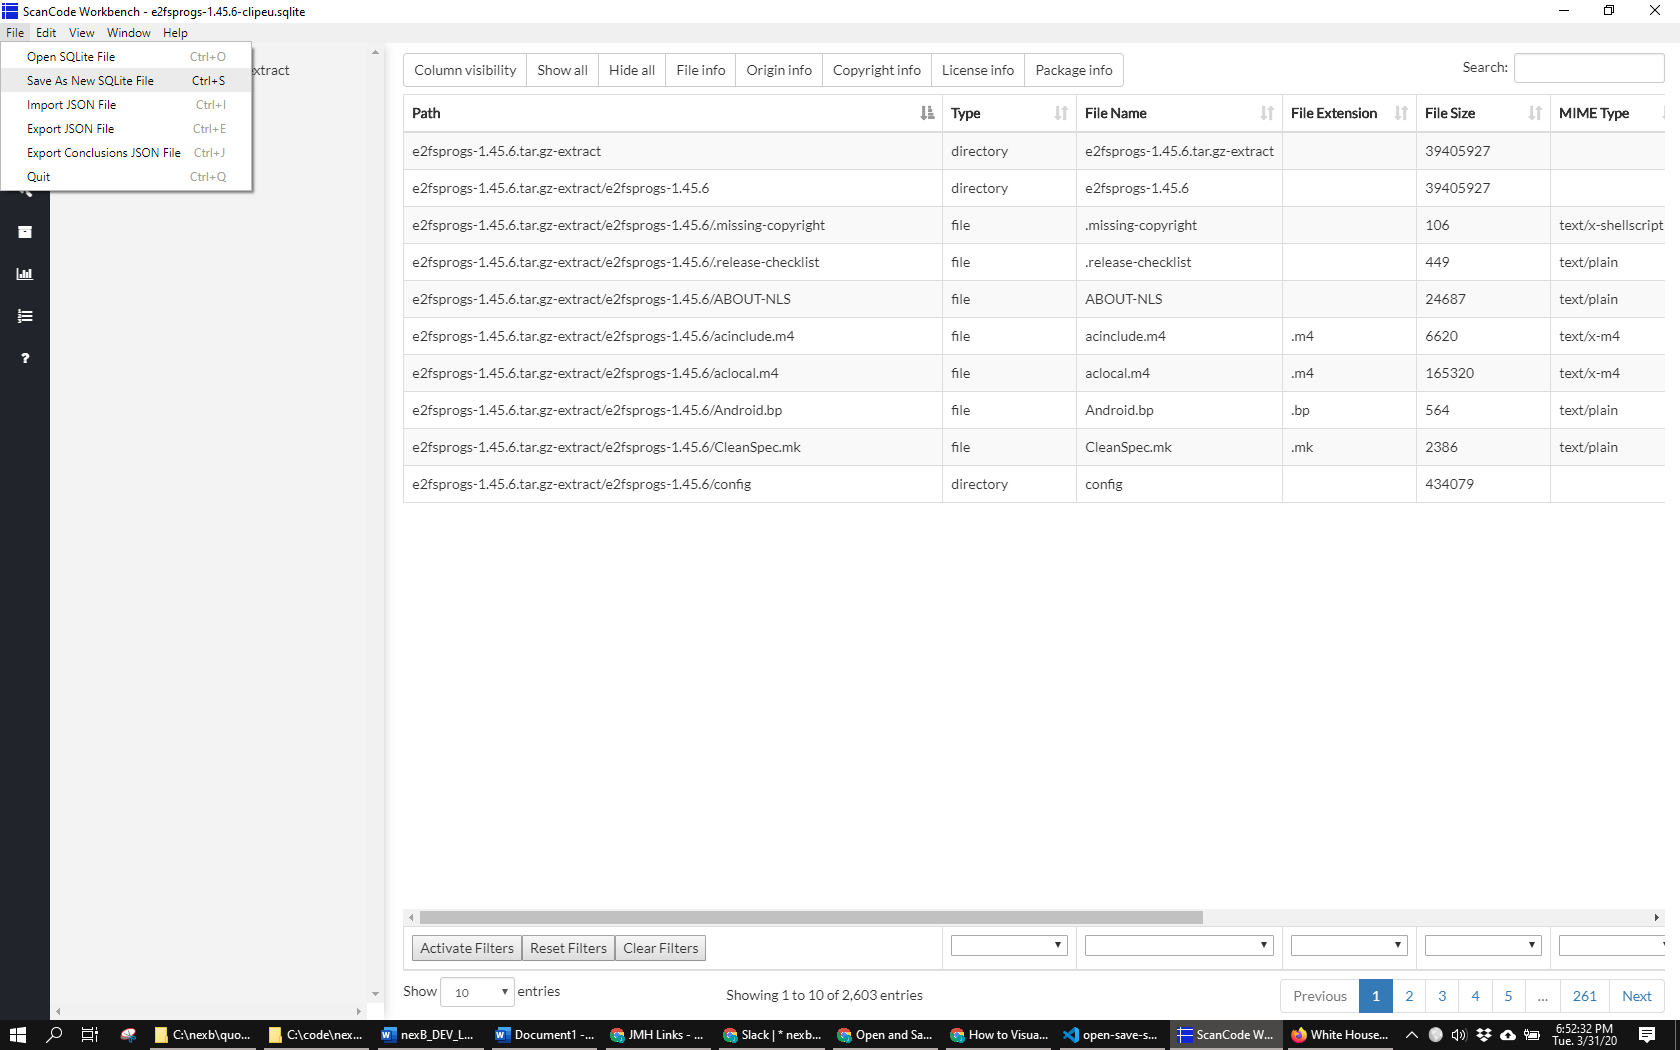 ScanCode Workbench - e2fsprogs-1.45.6-clipeu.sqlite
File Edit View Window Help
Open SQLite File Ctrl+O
Save As New SQLite File Ctrl+S
Import JSON File Ctrl+I
Export JSON File Ctrl+E
Export Conclusions JSON File Ctrl+J
Quit Ctrl+Q
xtract
Column visibility Show all Hide all File info Origin info Copyright info License info Package info Search:
Path Type File Name File Extension File Size MIME Type
e2fsprogs-1.45.6.tar.gz-extract directory e2fsprogs-1.45.6.tar.gz-extract 39405927
e2fsprogs-1.45.6.tar.gz-extract/e2fsprogs-1.45.6 directory e2fsprogs-1.45.6 39405927
e2fsprogs-1.45.6.tar.gz-extract/e2fsprogs-1.45.6/.missing-copyright file .missing-copyright 106 text/x-shellscript
e2fsprogs-1.45.6.tar.gz-extract/e2fsprogs-1.45.6/.release-checklist file .release-checklist 449 text/plain
e2fsprogs-1.45.6.tar.gz-extract/e2fsprogs-1.45.6/ABOUT-NLS file ABOUT-NLS 24687 text/plain
e2fsprogs-1.45.6.tar.gz-extract/e2fsprogs-1.45.6/acinclude.m4 file acinclude.m4 .m4 6620 text/x-m4
e2fsprogs-1.45.6.tar.gz-extract/e2fsprogs-1.45.6/aclocal.m4 file aclocal.m4 .m4 165320 text/x-m4
e2fsprogs-1.45.6.tar.gz-extract/e2fsprogs-1.45.6/Android.bp file Android.bp .bp 564 text/plain
e2fsprogs-1.45.6.tar.gz-extract/e2fsprogs-1.45.6/CleanSpec.mk file CleanSpec.mk .mk 2386 text/plain
e2fsprogs-1.45.6.tar.gz-extract/e2fsprogs-1.45.6/config directory config 434079
Activate Filters Reset Filters Clear Filters
Show 10 entries Showing 1 to 10 of 2,603 entries Previous 1 2 3 4 5 ... 261 Next
C:\nexb\quo... C:\code\nex... nexB_DEV_L... Document1 -... JMH Links - ... Slack | * nexb... Open and Sa... How to Visua... open-save-s... ScanCode W... White House... 6:52:32 PM
Tue. 3/31/20